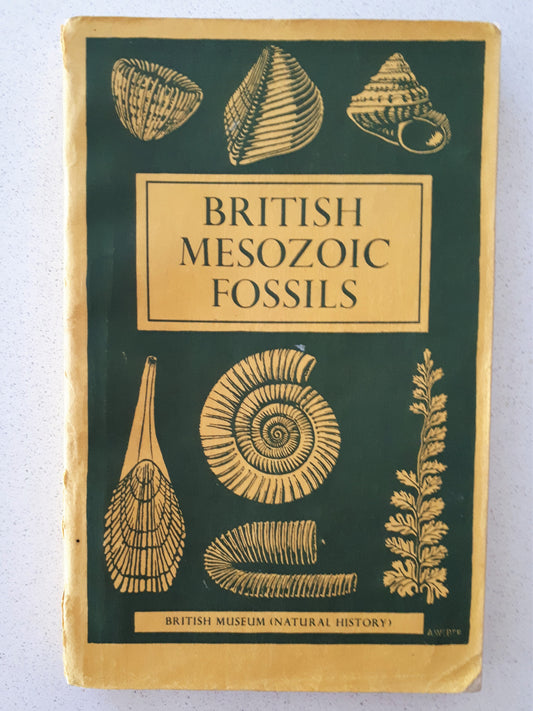 BRITISH
MESOZOIC
FOSSILS
BRITISH MUSEUM (NATURAL HISTORY)